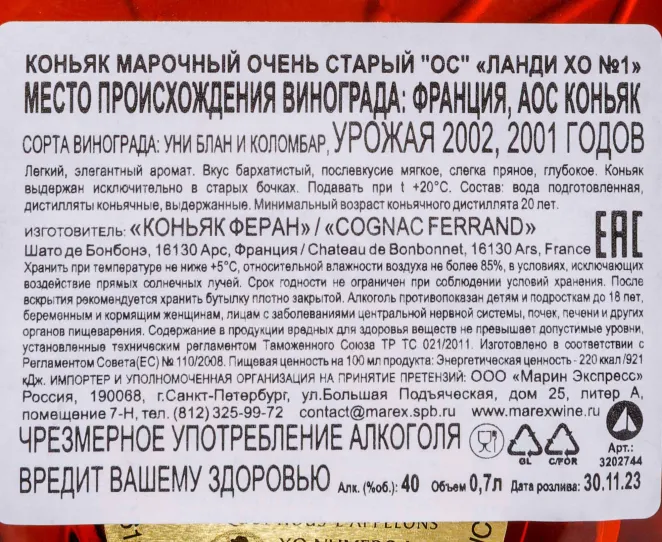 КОНЬЯК МАРОЧНЫЙ ОЧЕНЬ СТАРЫЙ "ОС" «ЛАНДИ ХО №1»
МЕСТО ПРОИСХОЖДЕНИЯ ВИНОГРАДА: ФРАНЦИЯ, АОС КОНЬЯК
СОРТА ВИНОГРАДА: УНИ БЛАН И КОЛОМБАР, УРОЖАЯ 2002, 2001 ГОДОВ
Легкий, элегантный аромат. Вкус бархатистый, послевкусие мягкое, слегка пряное, глубокое. Коньяк
выдержан исключительно в старых бочках. Подавать при t +20°С. Состав: вода подготовленная,
дистилляты коньячные, выдержанные. Минимальный возраст коньячного дистиллята 20 лет.
ИЗГОТОВИТЕЛЬ: «КОНЬЯК ФЕРАН» / «COGNAC FERRAND»
EAC
Шато де Бонбонэ, 16130 Арс, Франция / Chateau de Bonbonnet, 16130 Ars, France
Хранить при температуре не ниже +5°С, относительной влажности воздуха не более 85%, в условиях, исключающих
воздействие прямых солнечных лучей. Срок годности не ограничен при соблюдении условий хранения. После
вскрытия рекомендуется хранить бутылку плотно закрытой. Алкоголь противопоказан детям и подросткам до 18 лет,
беременным и кормящим женщинам, лицам с заболеваниями центральной нервной системы, почек, печени и других
органов пищеварения. Содержание в продукции вредных для здоровья веществ не превышает допустимые уровни,
установленные техническим регламентом Таможенного Союза ТР ТС 021/2011. Изготовлено в соответствии с
Регламентом Совета(ЕС) № 110/2008. Пищевая ценность на 100 мл продукта: Энергетическая ценность - 220 ккал /921
кДж. ИМПОРТЕР И УПОЛНОМОЧЕННАЯ ОРГАНИЗАЦИЯ НА ПРИНЯТИЕ ПРЕТЕНЗИЙ: ООО «Марин Экспресс»
Россия, 190068, г.Санкт-Петербург, ул.Большая Подъяческая, дом 25, литер А,
помещение 7-Н, тел. (812) 325-99-72 contact@marex.spb.ru www.marexwine.ru
ЧРЕЗМЕРНОЕ УПОТРЕБЛЕНИЕ АЛКОГОЛЯ
GL C/FOR
Арт.:
3202744
ВРЕДИТ ВАШЕМУ ЗДОРОВЬЮ Алк. (%об.): 40 Объем 0,7л Дата розлива: 30.11.23